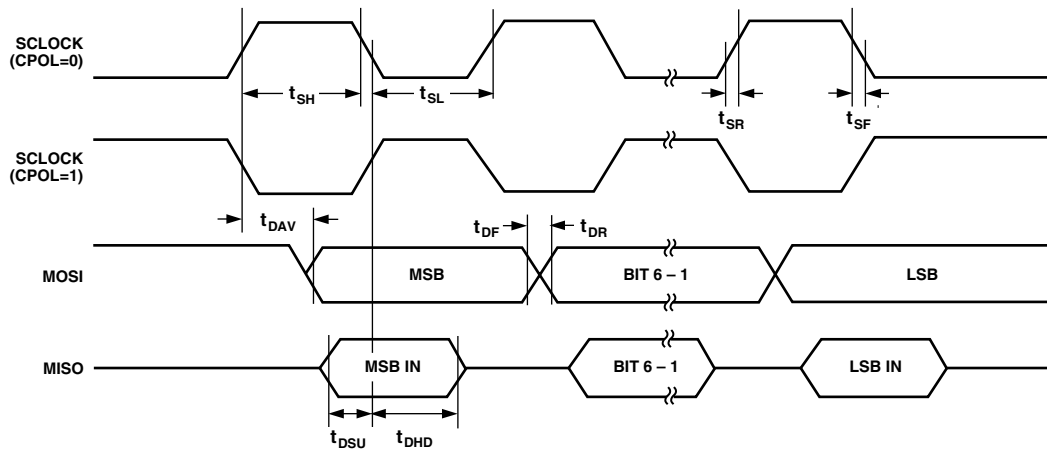 SCLOCK
(CPOL=0)
tSH
tSL
tSR
tSF
SCLOCK
(CPOL=1)
tDAV
tDF
tDR
MOSI
MSB
BIT 6 – 1
LSB
MISO
MSB IN
BIT 6 – 1
LSB IN
tDSU
tDHD